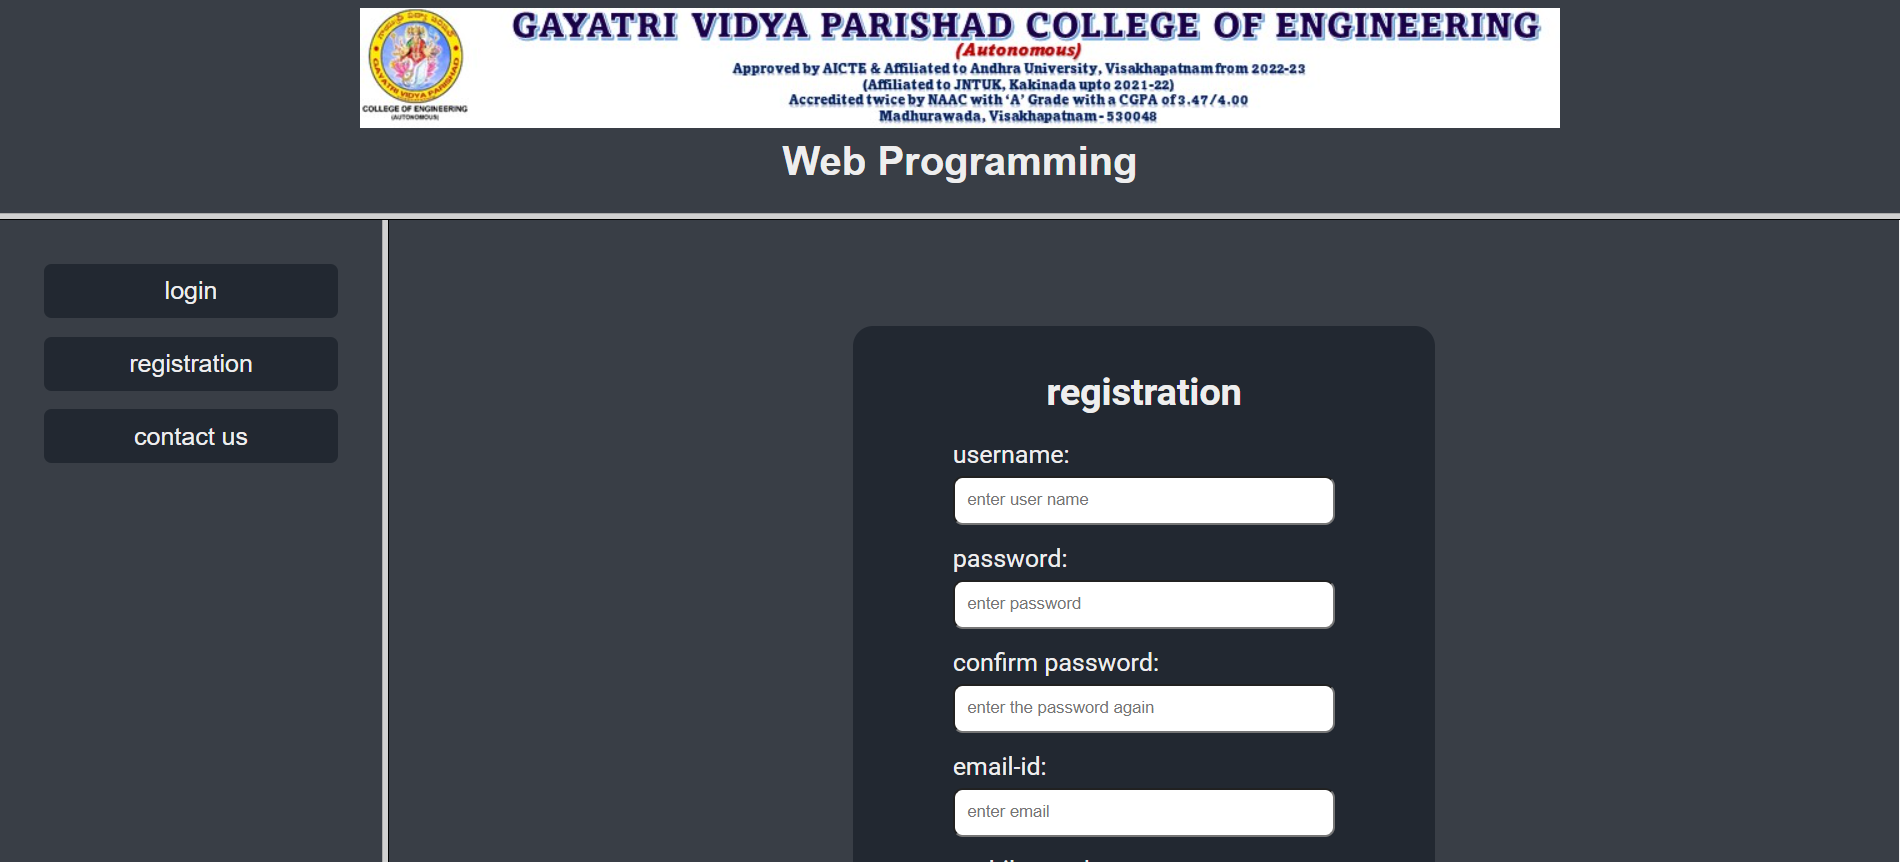 GAYATRI VIDYA PARISHAD COLLEGE OF ENGINEERING
(Autonomous)
Approved by AICTE & Affiliated to Andhra University, Visakhapatnam from 2022-23
(Affiliated to JNTUK, Kakinada upto 2021-22)
Accredited twice by NAAC with 'A' Grade with a CGPA of 3.47/4.00
Madhurawada, Visakhapatnam - 530048
GAYATRI VIDYA PARISHAD
COLLEGE OF ENGINEERING
(AUTONOMOUS)
Web Programming
login
registration
contact us
registration
username:
enter user name
password:
enter password
confirm password:
enter the password again
email-id:
enter email